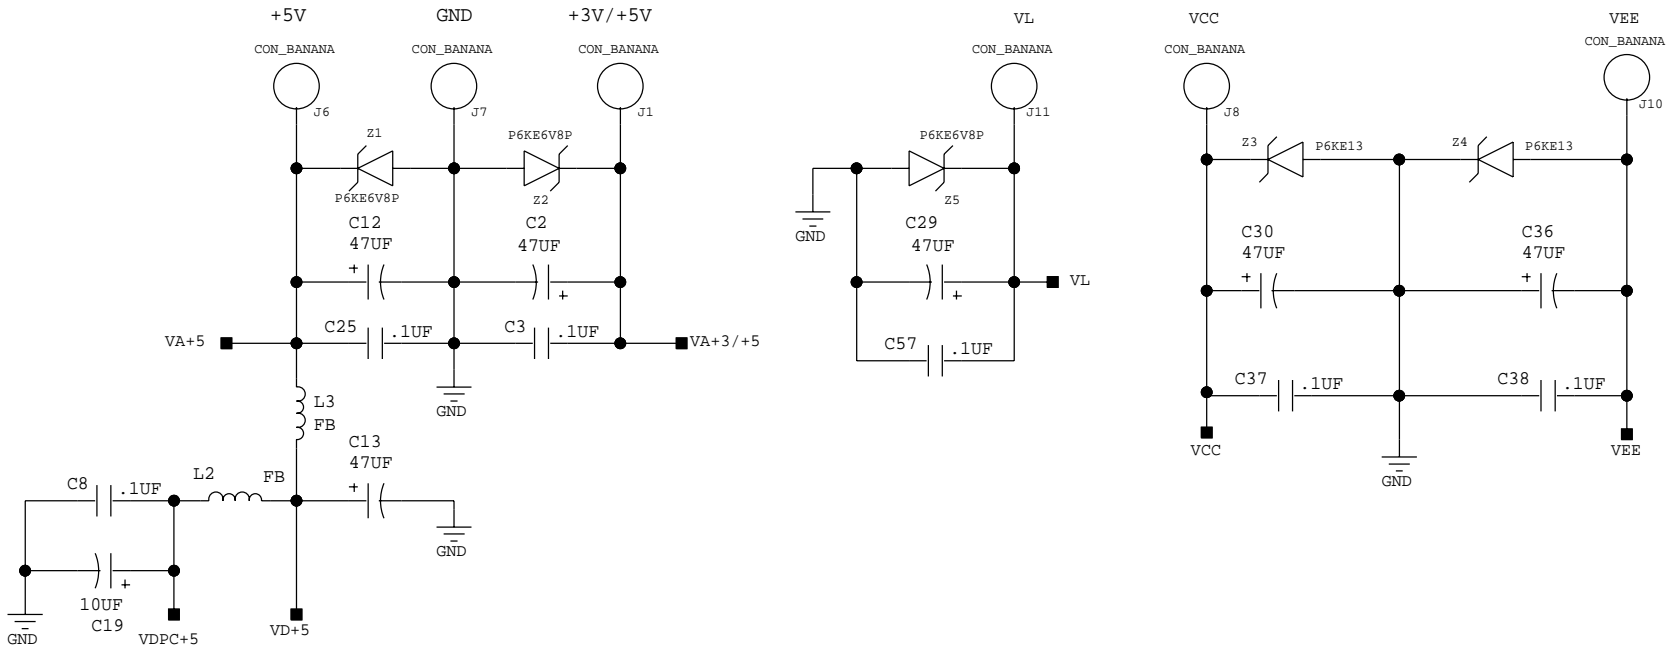 +5V
GND
+3V/+5V
VL
VCC
VEE
CON_BANANA
CON_BANANA
CON_BANANA
CON_BANANA
CON_BANANA
CON_BANANA
J6
J7
J1
J11
J8
J10
Z1
P6KE6V8P
P6KE6V8P
Z2
P6KE6V8P
Z5
Z3
P6KE13
Z4
P6KE13
C12
47UF
+
C2
47UF
+
C29
47UF
+
GND
VL
C30
47UF
+
C36
47UF
+
VA+5
C25
.1UF
C3
.1UF
VA+3/+5
C57
.1UF
C37
.1UF
C38
.1UF
GND
L3
FB
VCC
VEE
GND
C13
47UF
+
L2
FB
C8
.1UF
GND
+
10UF
C19
GND
VDPC+5
VD+5